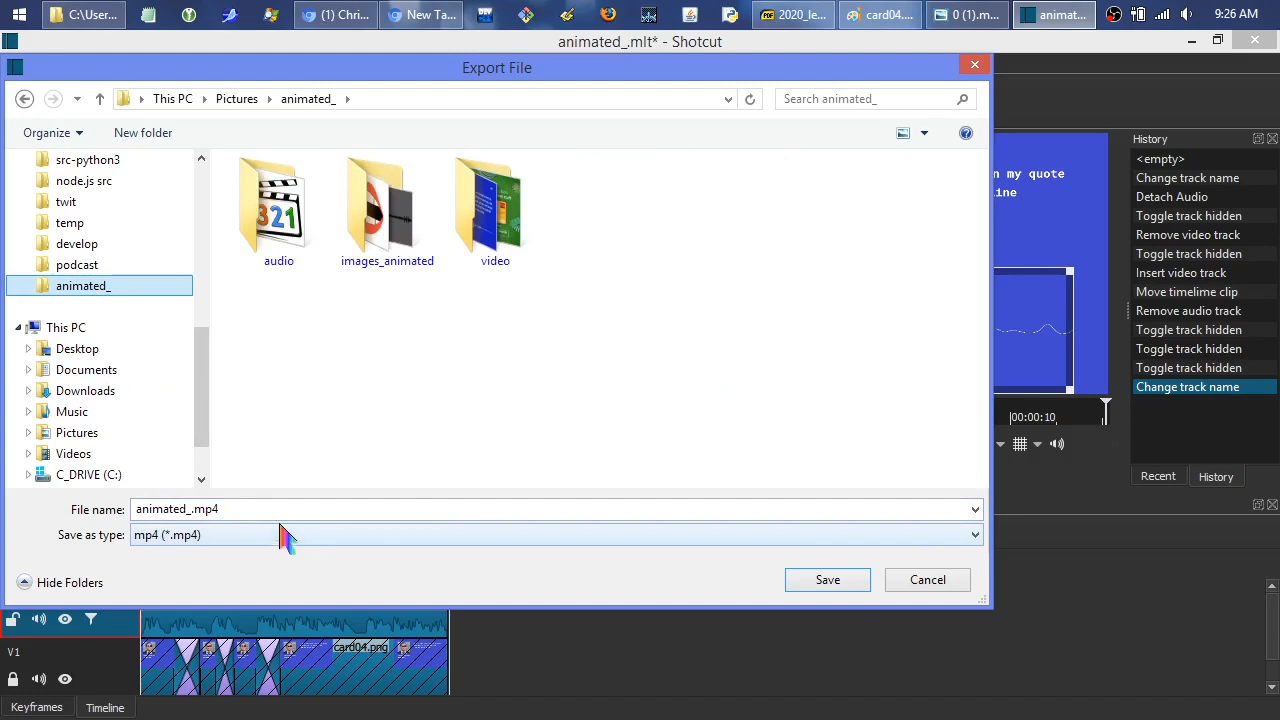 C:\User...
(1) Chri...
New Ta...
PDF
2020_le...
card04....
0 (1).m...
animat...
9:26 AM
animated_.mlt* - Shotcut
Export File
This PC
Pictures
animated_
Search animated_
Organize
New folder
src-python3
node.js src
twit
temp
develop
podcast
animated_
This PC
Desktop
Documents
Downloads
Music
Pictures
Videos
C_DRIVE (C:)
321
audio
images_animated
video
File name:
animated_.mp4
Save as type:
mp4 (*.mp4)
Hide Folders
Save
Cancel
n my quote
ine
00:00:10
History
<empty>
Change track name
Detach Audio
Toggle track hidden
Remove video track
Toggle track hidden
Insert video track
Move timelime clip
Remove audio track
Toggle track hidden
Toggle track hidden
Toggle track hidden
Change track name
Recent
History
V1
card04.png
Keyframes
Timeline